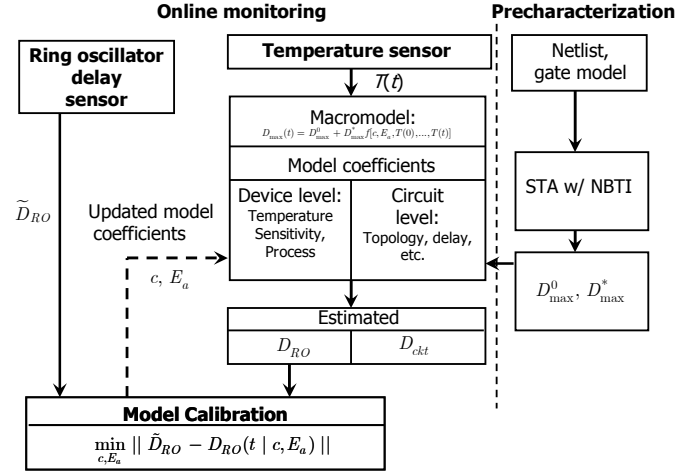 Online monitoring
Precharacterization
Ring oscillator
delay
sensor
Temperature sensor
T(t)
Macromodel:
D_max(t) = D^0_max + D^*_max f[c, E_a, T(0),...,T(t)]
Model coefficients
Device level:
Temperature
Sensitivity,
Process
Circuit
level:
Topology, delay,
etc.
Netlist,
gate model
STA w/ NBTI
D^0_max, D^*_max
D̃_RO
Updated model
coefficients
c, E_a
Estimated
D_RO
D_ckt
Model Calibration
min_{c,E_a} || D̃_RO − D_RO(t | c, E_a) ||